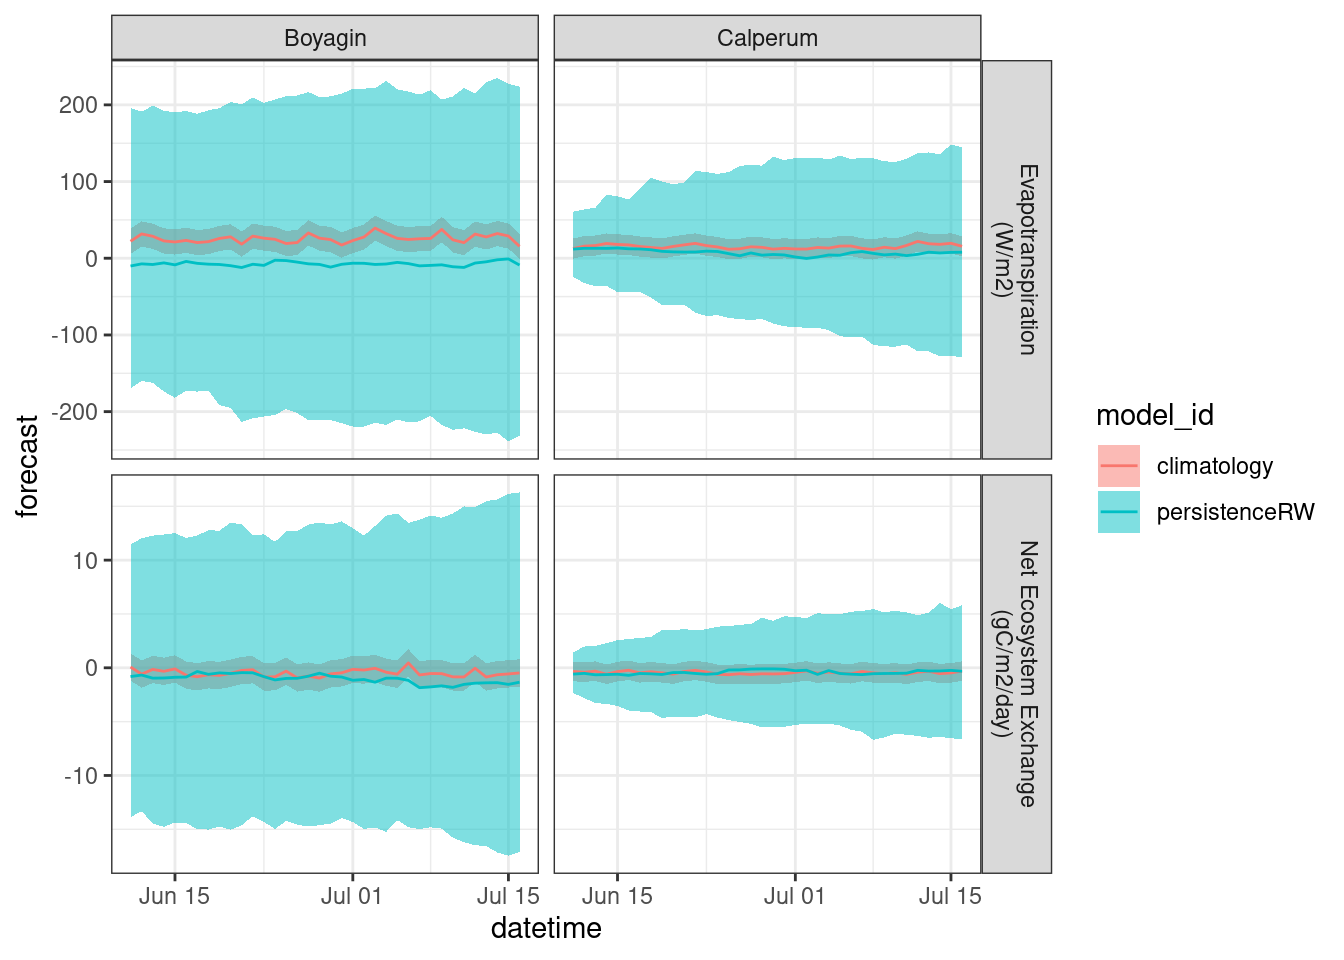 Boyagin
Calperum
200
100
0
-100
-200
Evapotranspiration
(W/m2)
10
0
-10
Net Ecosystem Exchange
(gC/m2/day)
forecast
Jun 15
Jul 01
Jul 15
Jun 15
Jul 01
Jul 15
datetime
model_id
climatology
persistenceRW